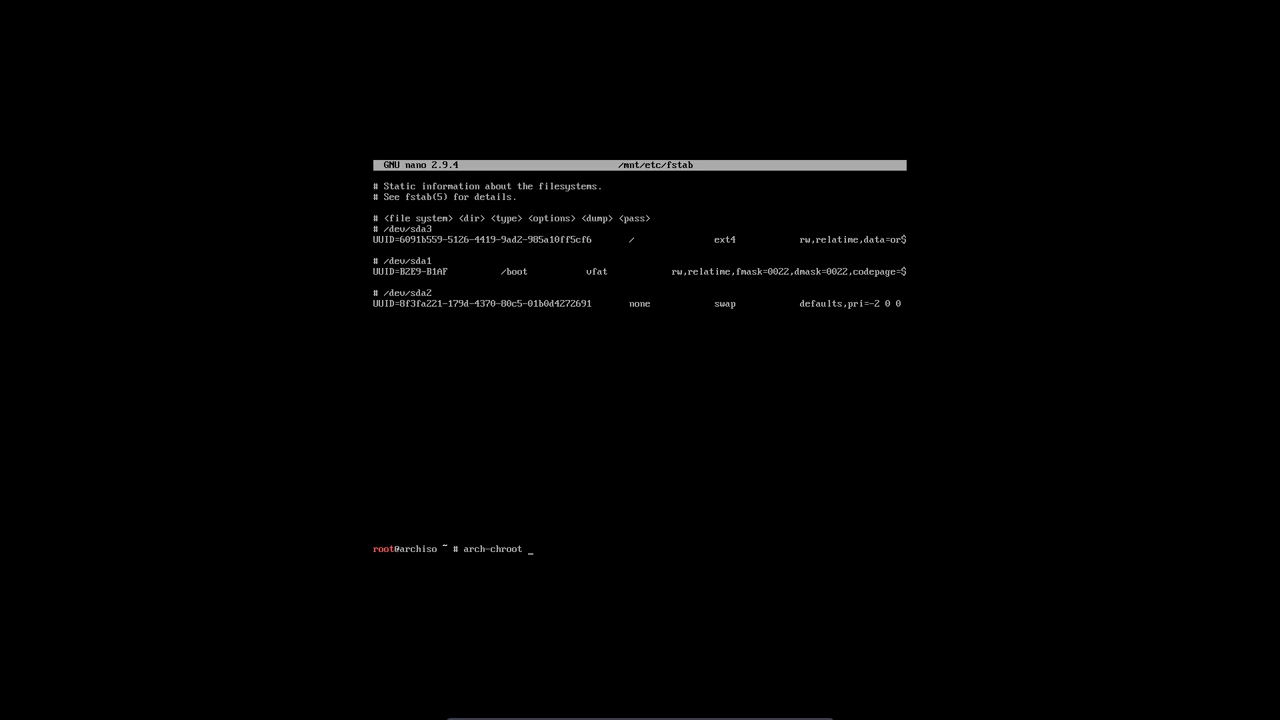 GNU nano 2.9.4 /mnt/etc/fstab
# Static information about the filesystems.
# See fstab(5) for details.
# <file system> <dir> <type> <options> <dump> <pass>
# /dev/sda3
UUID=6091b559-5126-4419-9ad2-985a10ff5cf6 / ext4 rw,relatime,data=or$
# /dev/sda1
UUID=B2E9-B1AF /boot vfat rw,relatime,fmask=0022,dmask=0022,codepage=$
# /dev/sda2
UUID=8f3fa221-179d-4370-80c5-01b0d4272691 none swap defaults,pri=-2 0 0
root@archiso ~ # arch-chroot _